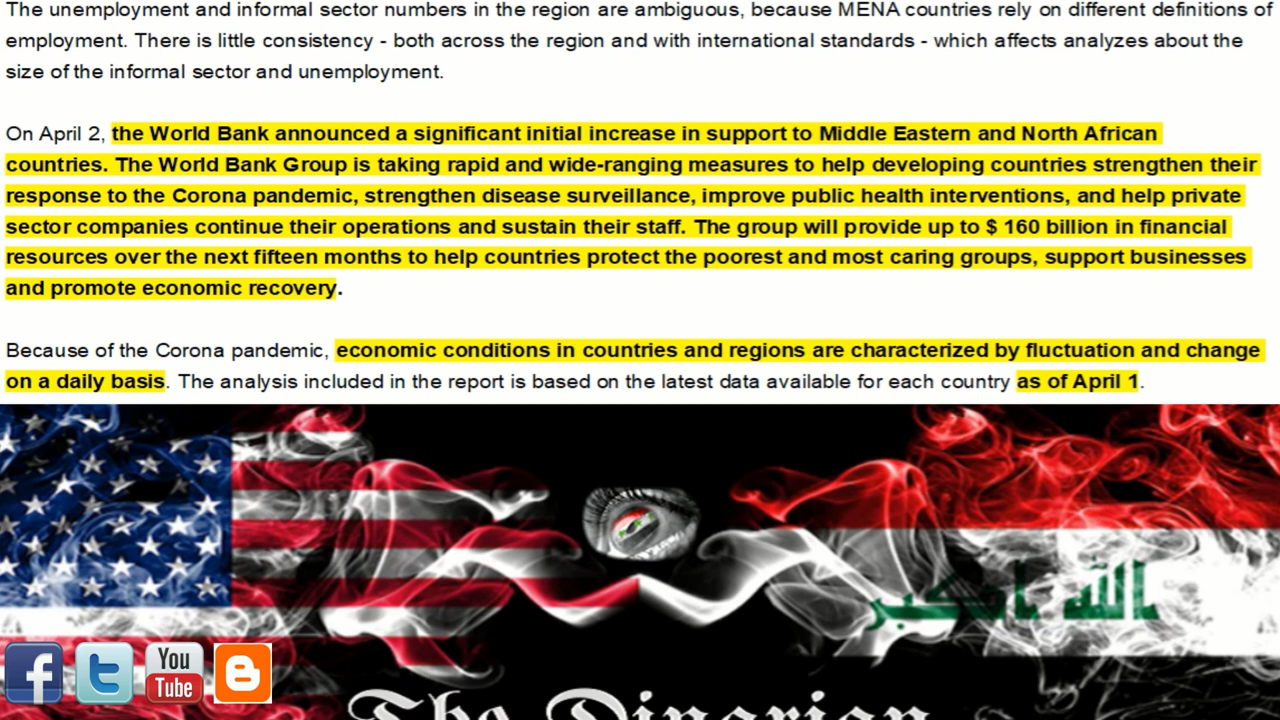 The unemployment and informal sector numbers in the region are ambiguous, because MENA countries rely on different definitions of
employment. There is little consistency - both across the region and with international standards - which affects analyzes about the
size of the informal sector and unemployment.
On April 2, the World Bank announced a significant initial increase in support to Middle Eastern and North African
countries. The World Bank Group is taking rapid and wide-ranging measures to help developing countries strengthen their
response to the Corona pandemic, strengthen disease surveillance, improve public health interventions, and help private
sector companies continue their operations and sustain their staff. The group will provide up to $ 160 billion in financial
resources over the next fifteen months to help countries protect the poorest and most caring groups, support businesses
and promote economic recovery.
Because of the Corona pandemic, economic conditions in countries and regions are characterized by fluctuation and change
on a daily basis. The analysis included in the report is based on the latest data available for each country as of April 1.
الله اكبر
f t You Tube B
The Dinarian